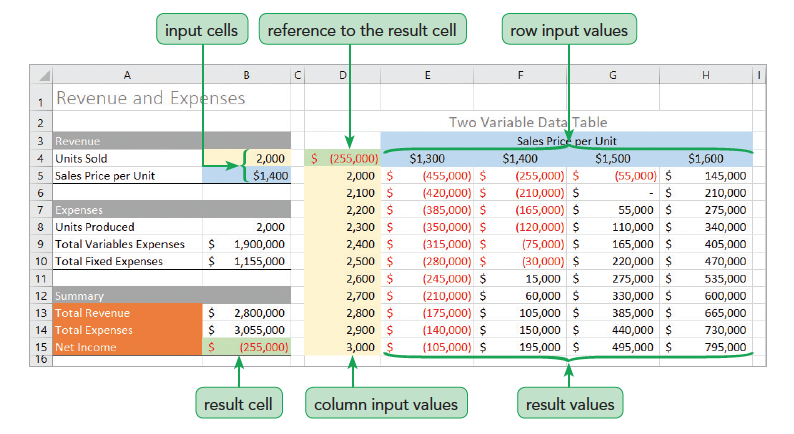 input cells reference to the result cell row input values
A B C D E F G H I
1 Revenue and Expenses
2 Two Variable Data Table
3 Revenue Sales Price per Unit
4 Units Sold 2,000 $ (255,000) $1,300 $1,400 $1,500 $1,600
5 Sales Price per Unit $1,400 2,000 $ (455,000) $ (255,000) $ (55,000) $ 145,000
6 2,100 $ (420,000) $ (210,000) $ - $ 210,000
7 Expenses 2,200 $ (385,000) $ (165,000) $ 55,000 $ 275,000
8 Units Produced 2,000 2,300 $ (350,000) $ (120,000) $ 110,000 $ 340,000
9 Total Variables Expenses $ 1,900,000 2,400 $ (315,000) $ (75,000) $ 165,000 $ 405,000
10 Total Fixed Expenses $ 1,155,000 2,500 $ (280,000) $ (30,000) $ 220,000 $ 470,000
11 2,600 $ (245,000) $ 15,000 $ 275,000 $ 535,000
12 Summary 2,700 $ (210,000) $ 60,000 $ 330,000 $ 600,000
13 Total Revenue $ 2,800,000 2,800 $ (175,000) $ 105,000 $ 385,000 $ 665,000
14 Total Expenses $ 3,055,000 2,900 $ (140,000) $ 150,000 $ 440,000 $ 730,000
15 Net Income $ (255,000) 3,000 $ (105,000) $ 195,000 $ 495,000 $ 795,000
16
result cell column input values result values